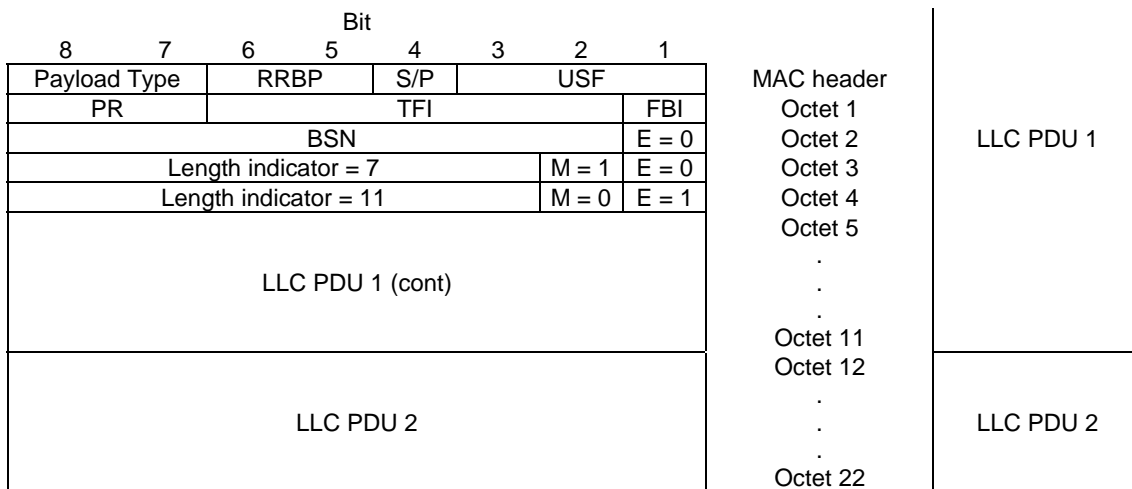 Bit
8 7 6 5 4 3 2 1
Payload Type RRBP S/P USF MAC header
PR TFI FBI Octet 1
BSN E = 0 Octet 2 LLC PDU 1
Length indicator = 7 M = 1 E = 0 Octet 3
Length indicator = 11 M = 0 E = 1 Octet 4
Octet 5
.
LLC PDU 1 (cont) .
.
Octet 11
Octet 12
.
LLC PDU 2 . LLC PDU 2
.
Octet 22